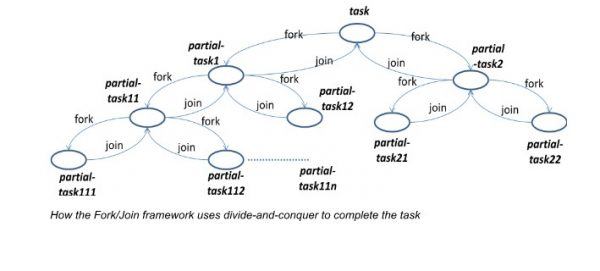 task
fork
fork
partial-
task1
join
join
partial
-task2
partial-
task11
fork
fork
partial-
task12
fork
fork
join
join
join
join
fork
fork
partial-
task21
partial-
task22
join
join
partial-
task111
partial-
task112
partial-
task11n
How the Fork/Join framework uses divide-and-conquer to complete the task